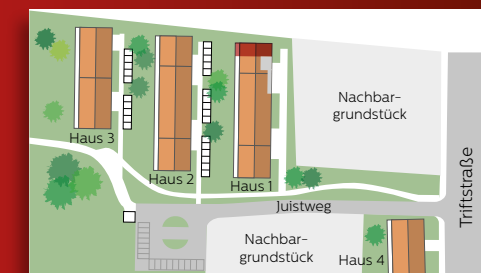 Nachbar-
grundstück
Haus 3
Haus 2
Haus 1
Triftstraße
Juistweg
Nachbar-
grundstück
Haus 4